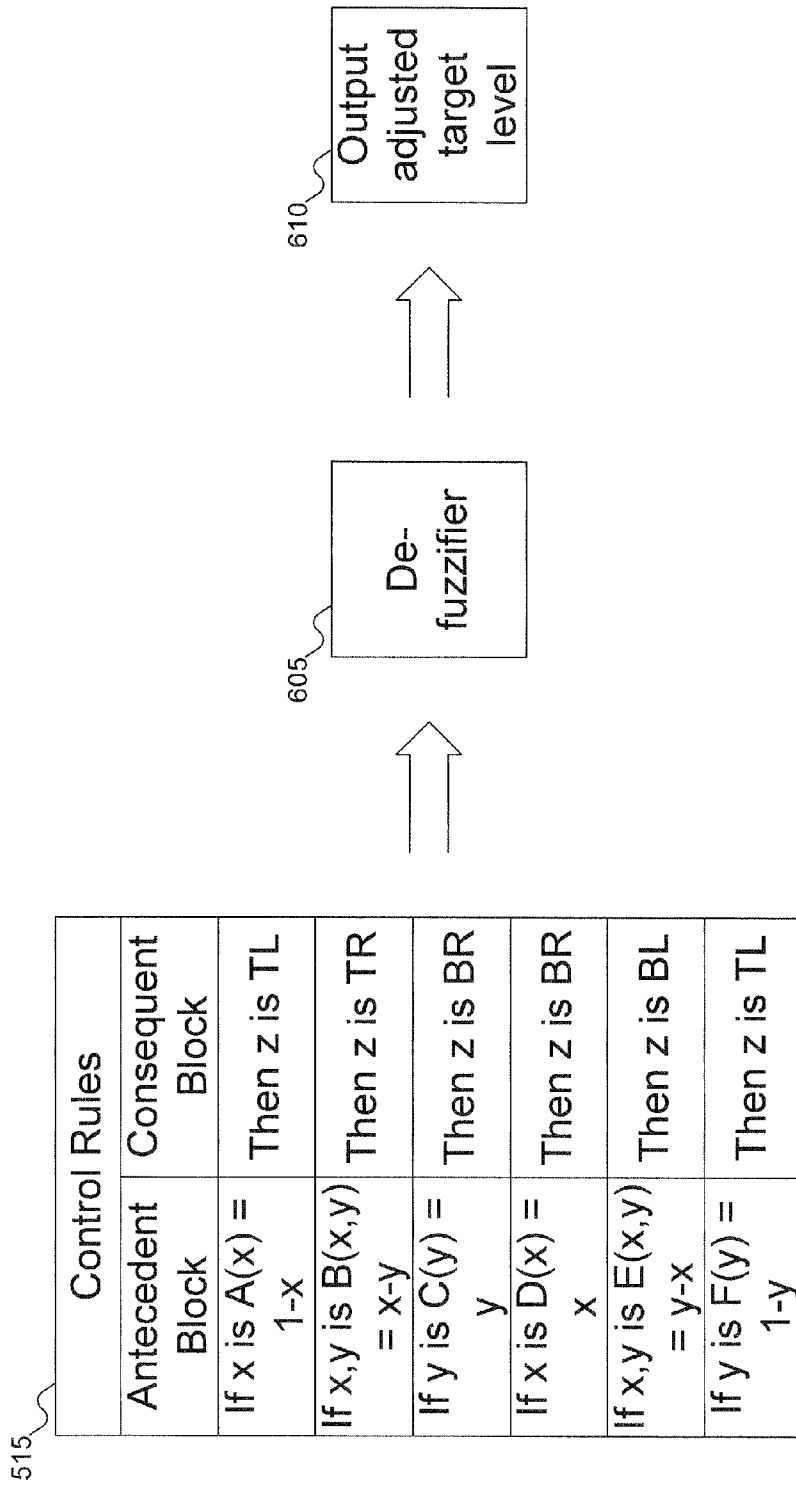 515
Control Rules
Antecedent
Block
Consequent
Block
If x is A(x) =
1-x
Then z is TL
If x,y is B(x,y)
= x-y
Then z is TR
If y is C(y) =
y
Then z is BR
If x is D(x) =
x
Then z is BR
If x,y is E(x,y)
= y-x
Then z is BL
If y is F(y) =
1-y
Then z is TL
605
De-
fuzzifier
610
Output
adjusted
target
level